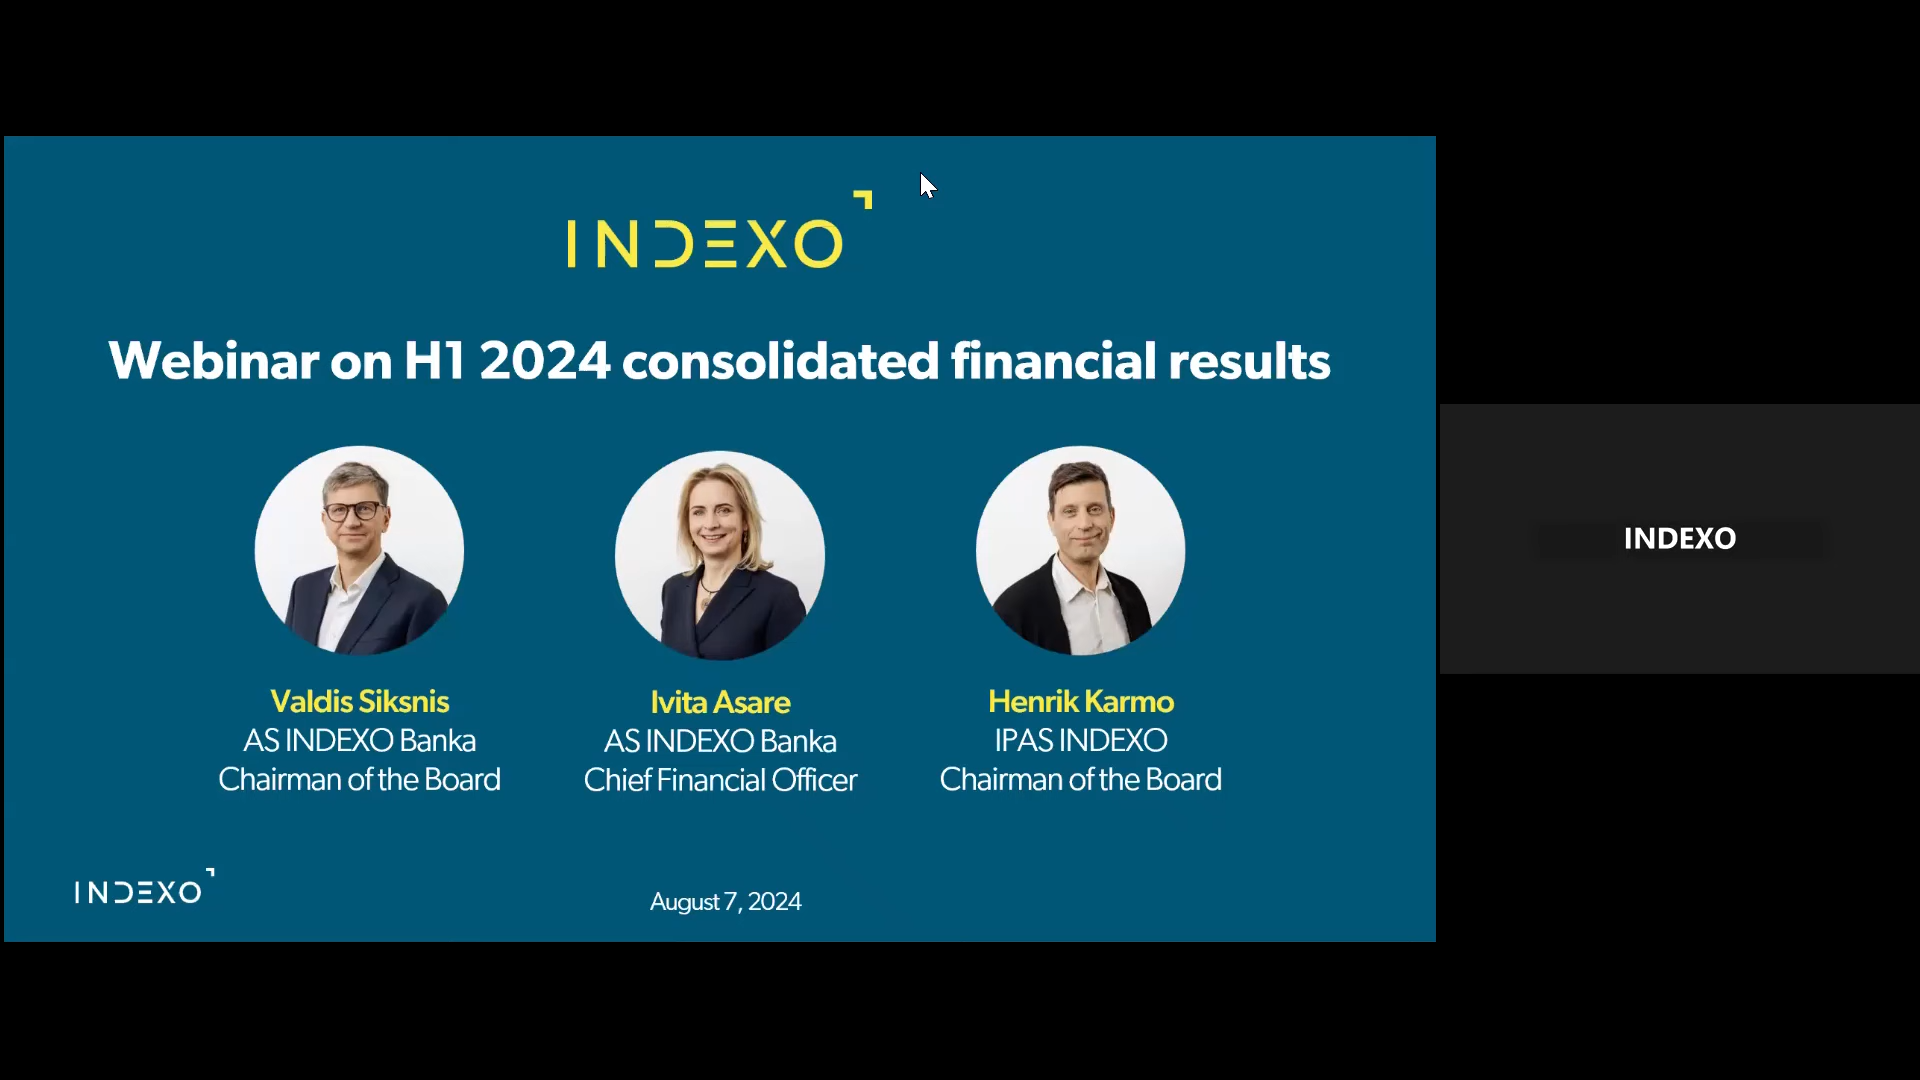 INDEXO
Webinar on H1 2024 consolidated financial results
Valdis Siksnis
AS INDEXO Banka
Chairman of the Board
Ivita Asare
AS INDEXO Banka
Chief Financial Officer
Henrik Karmo
IPAS INDEXO
Chairman of the Board
INDEXO
August 7, 2024
INDEXO